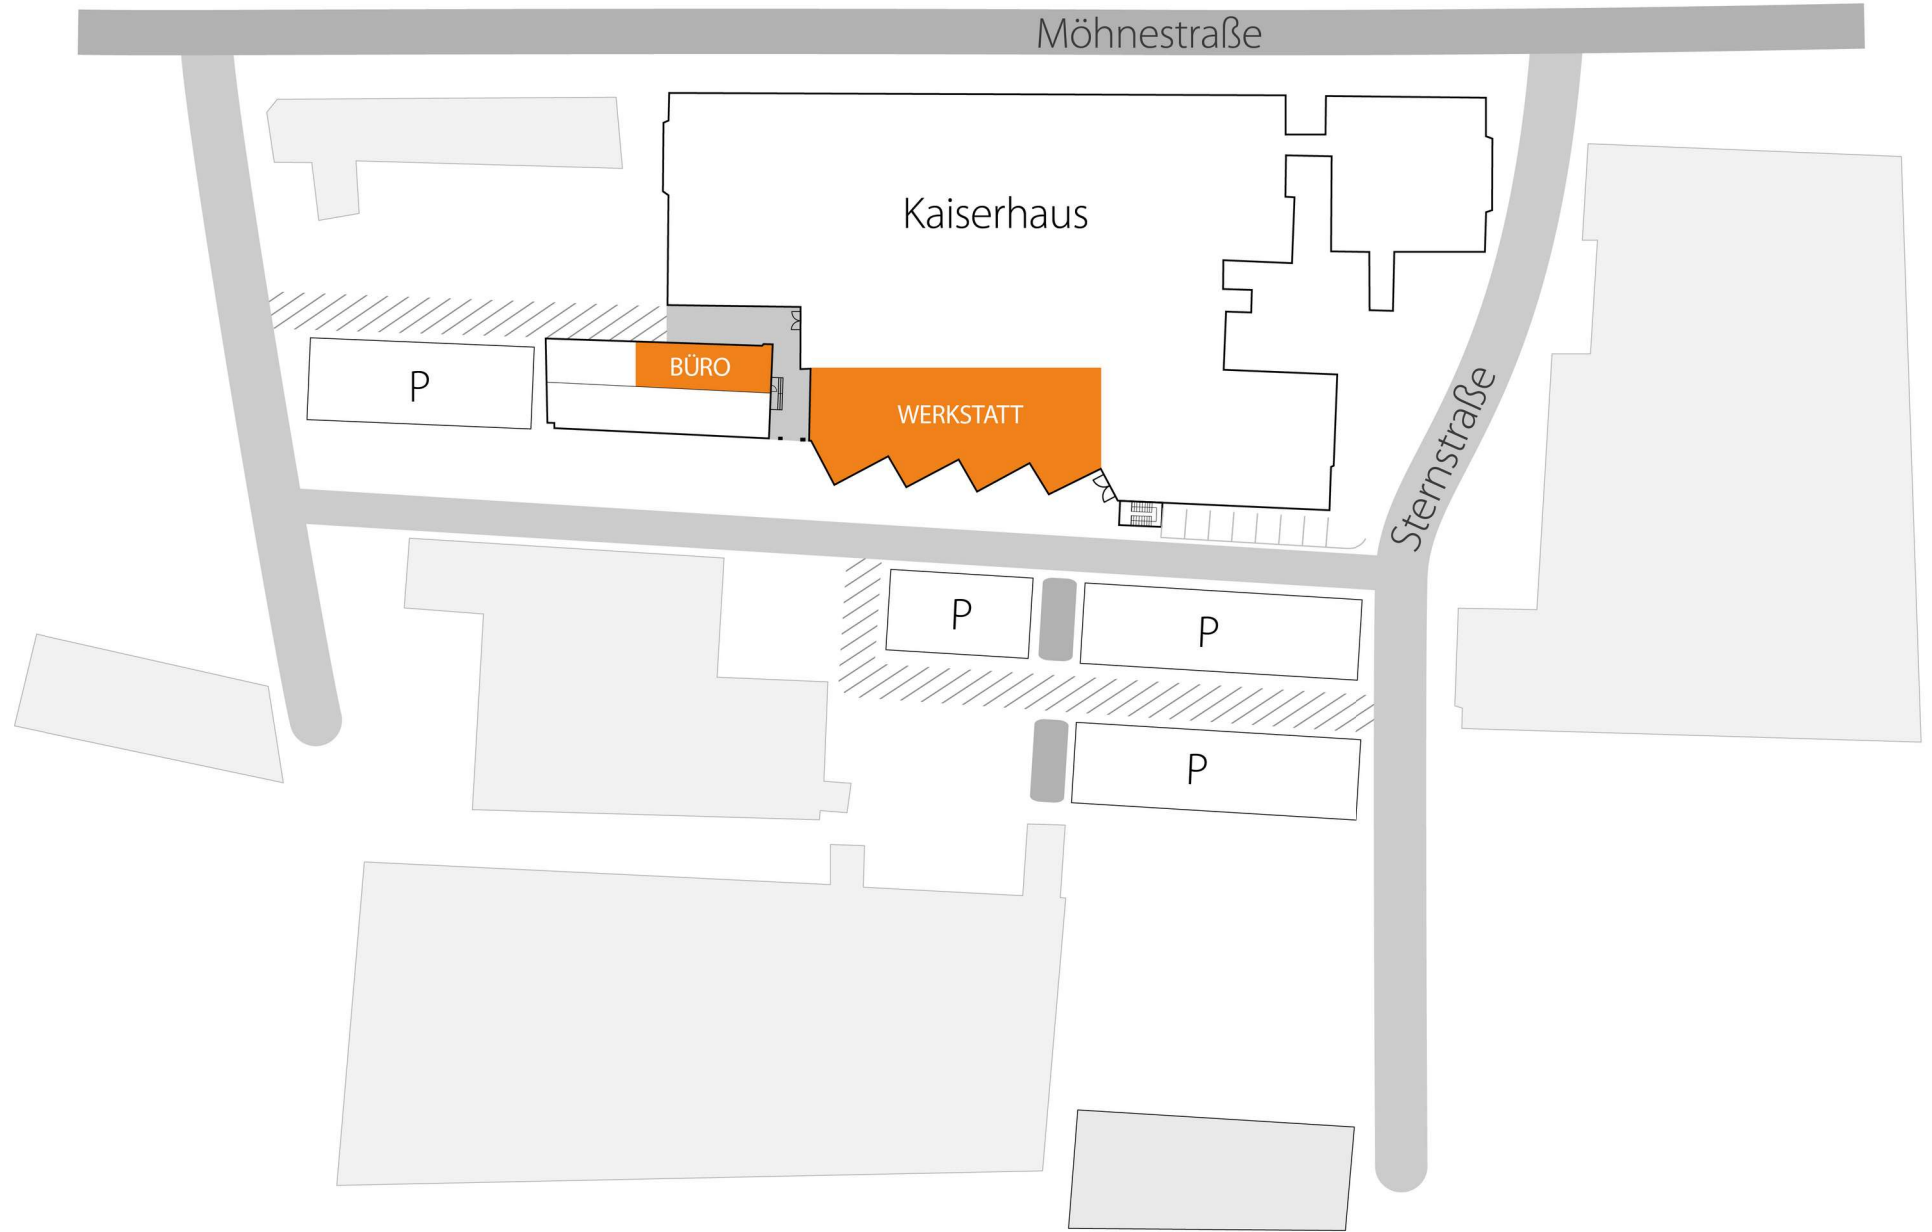 Möhnestraße
Kaiserhaus
BÜRO
P
WERKSTATT
Sternstraße
P
P
P